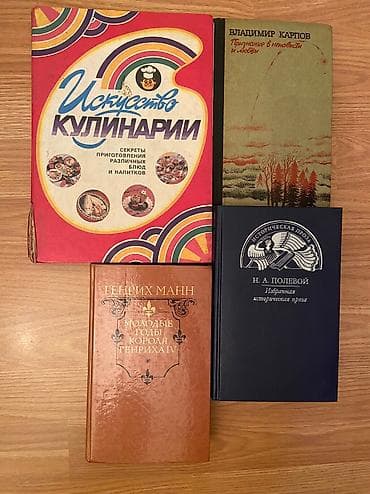 Искусство
КУЛИНАРИИ
СЕКРЕТЫ
ПРИГОТОВЛЕНИЯ
РАЗЛИЧНЫХ
БЛЮД
И НАПИТКОВ
ВЛАДИМИР КАРПОВ
Признание в ненависти
и любви
ИСТОРИЧЕСКАЯ ПРОЗА
Н. А. ПОЛЕВОЙ
Избранная
историческая проза
ГЕНРИХ МАНН
МОЛОДЫЕ
ГОДЫ
КОРОЛЯ
ГЕНРИХА IV